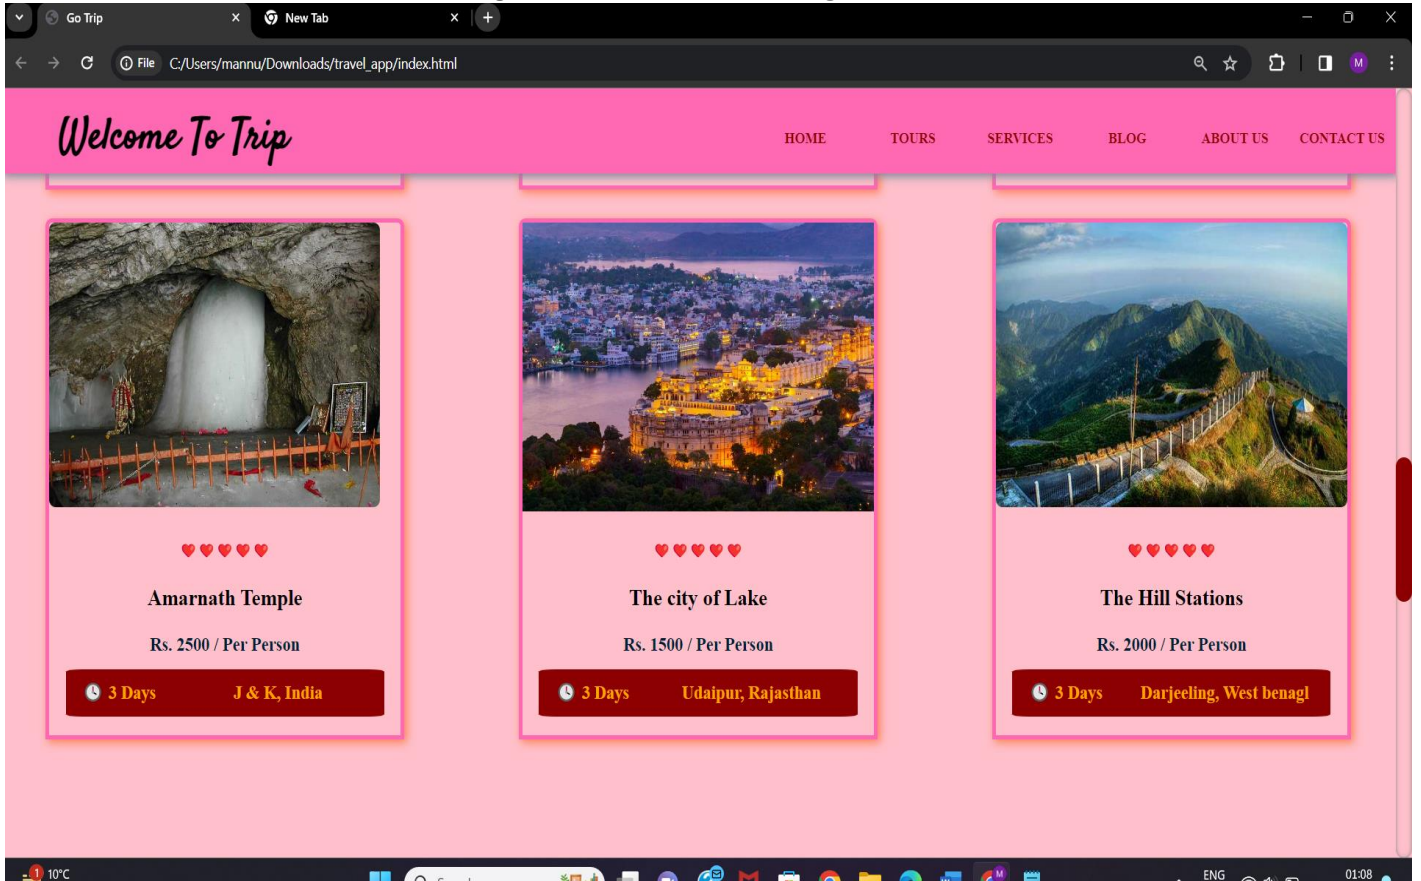 Go Trip
New Tab
File C:/Users/mannu/Downloads/travel_app/index.html
M
Welcome To Trip
HOME TOURS SERVICES BLOG ABOUT US CONTACT US
Amarnath Temple
Rs. 2500 / Per Person
3 Days J & K, India
The city of Lake
Rs. 1500 / Per Person
3 Days Udaipur, Rajasthan
The Hill Stations
Rs. 2000 / Per Person
3 Days Darjeeling, West benagl
1 10°C
M
ENG
01:08